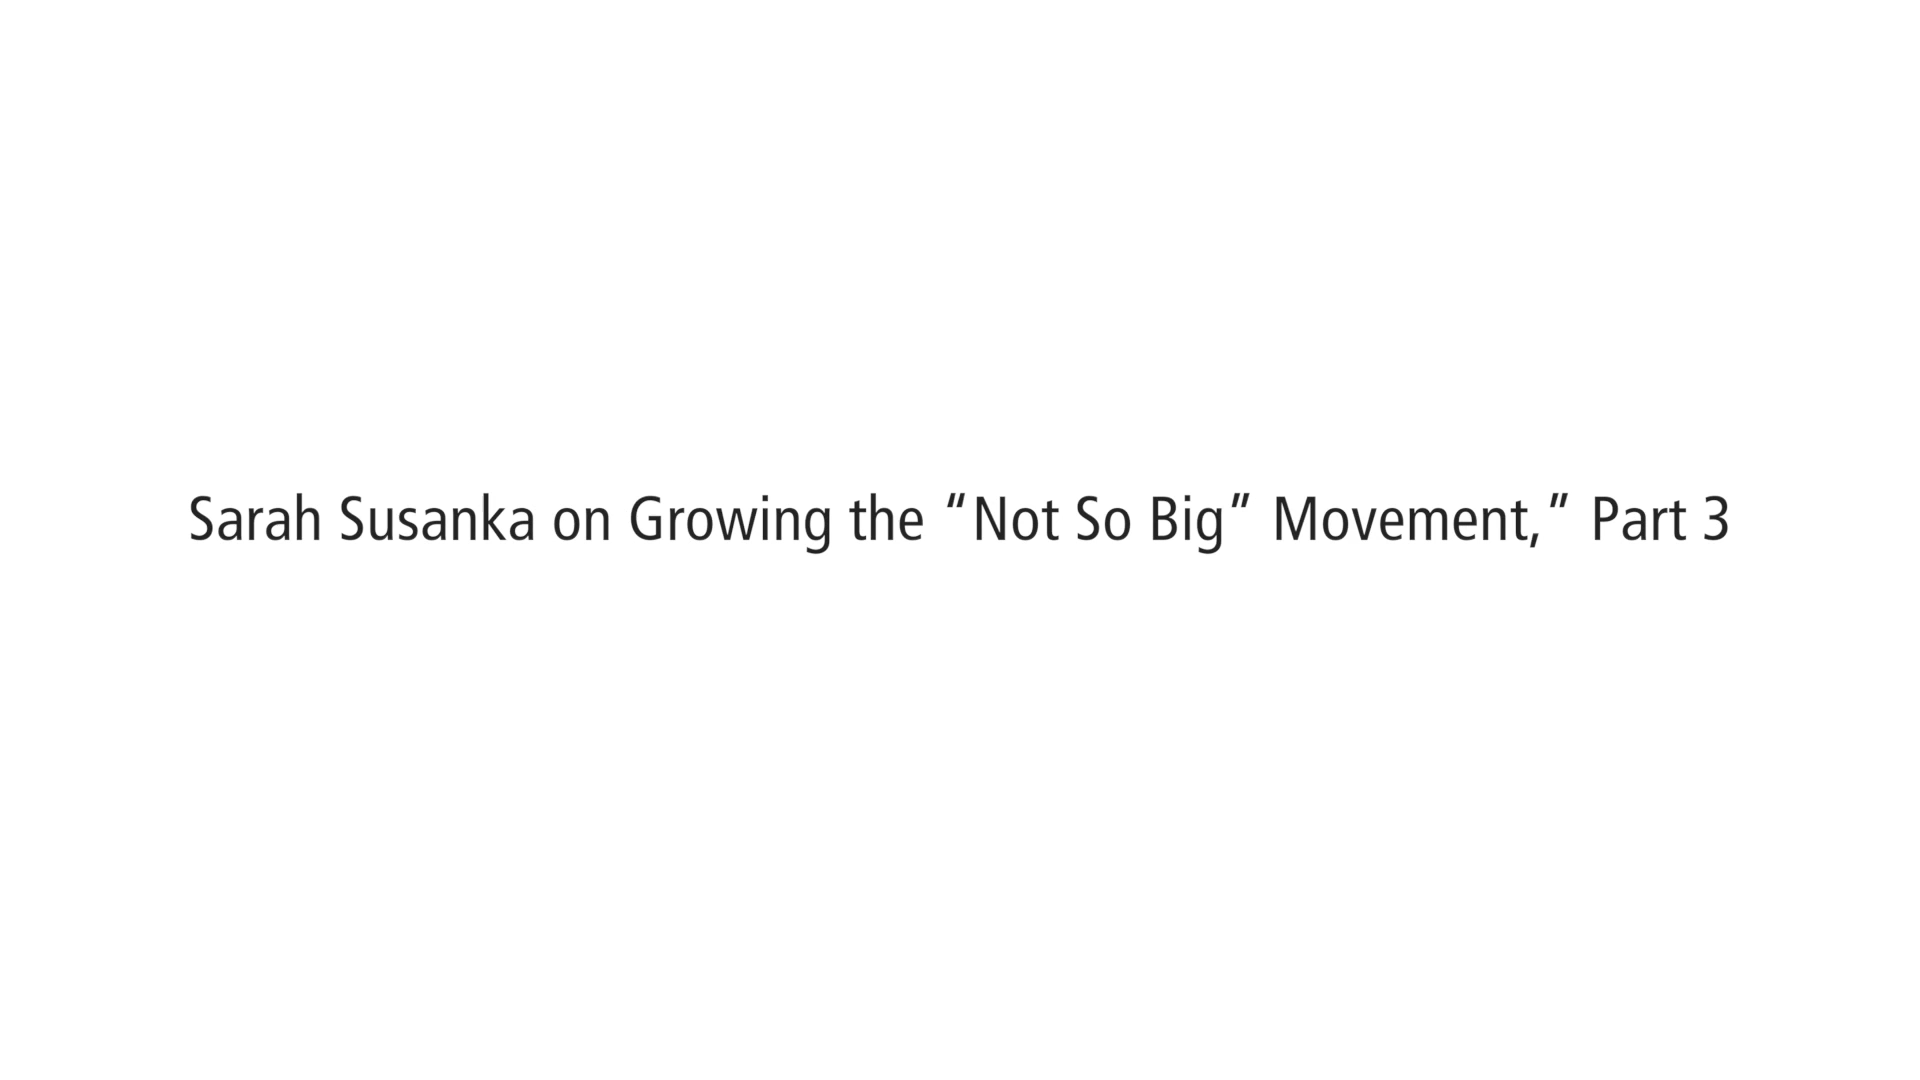 Sarah Susanka on Growing the “Not So Big” Movement,” Part 3